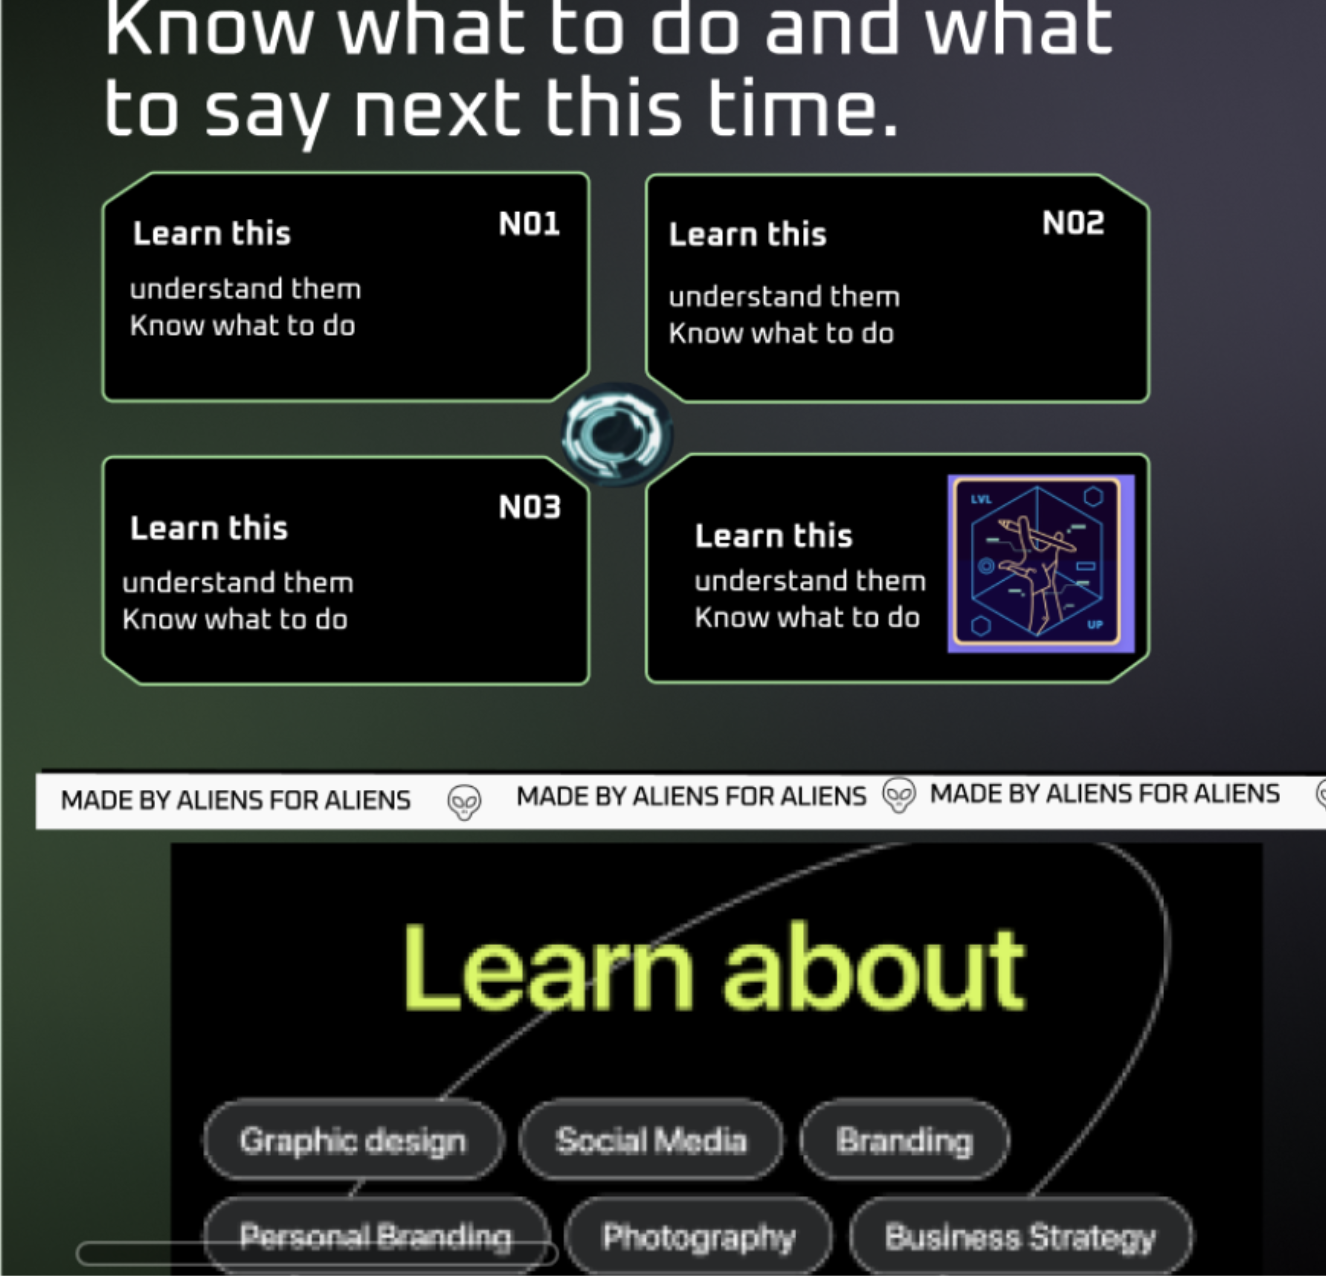 Know what to do and what
to say next this time.
Learn this
N01
understand them
Know what to do
Learn this
N02
understand them
Know what to do
Learn this
N03
understand them
Know what to do
Learn this
understand them
Know what to do
LVL
UP
MADE BY ALIENS FOR ALIENS MADE BY ALIENS FOR ALIENS MADE BY ALIENS FOR ALIENS
Learn about
Graphic design Social Media Branding
Personal Branding Photography Business Strategy